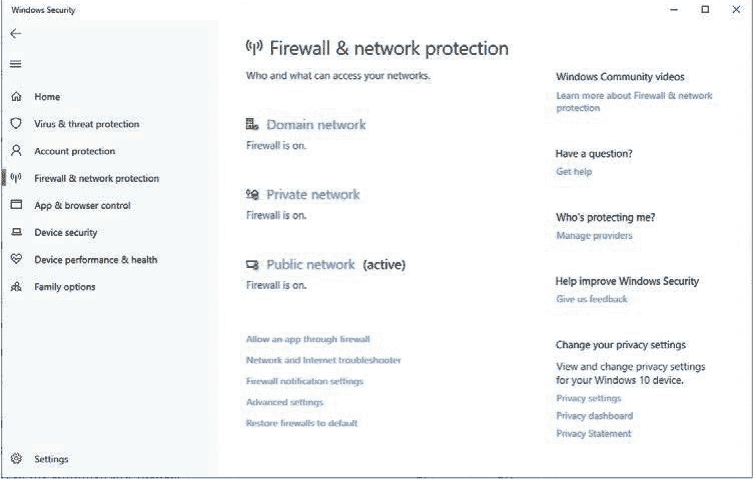 Windows Security
Home
Virus & threat protection
Account protection
Firewall & network protection
App & browser control
Device security
Device performance & health
Family options
Settings
Firewall & network protection
Who and what can access your networks.
Domain network
Firewall is on.
Private network
Firewall is on.
Public network (active)
Firewall is on.
Allow an app through firewall
Network and Internet troubleshooter
Firewall notification settings
Advanced settings
Restore firewalls to default
Windows Community videos
Learn more about Firewall & network
protection
Have a question?
Get help
Who's protecting me?
Manage providers
Help improve Windows Security
Give us feedback
Change your privacy settings
View and change privacy settings
for your Windows 10 device.
Privacy settings
Privacy dashboard
Privacy Statement